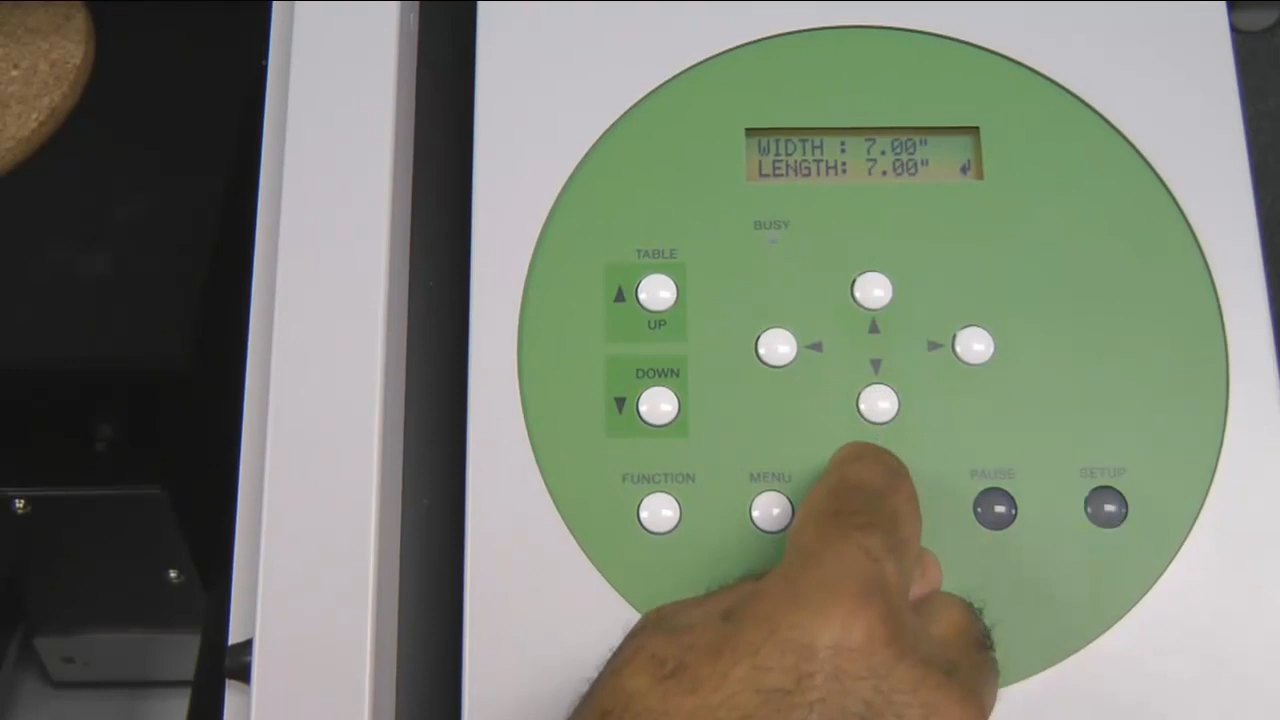 WIDTH : 7.00"
LENGTH: 7.00" ↲
BUSY
TABLE
UP
DOWN
FUNCTION
MENU
PAUSE
SETUP